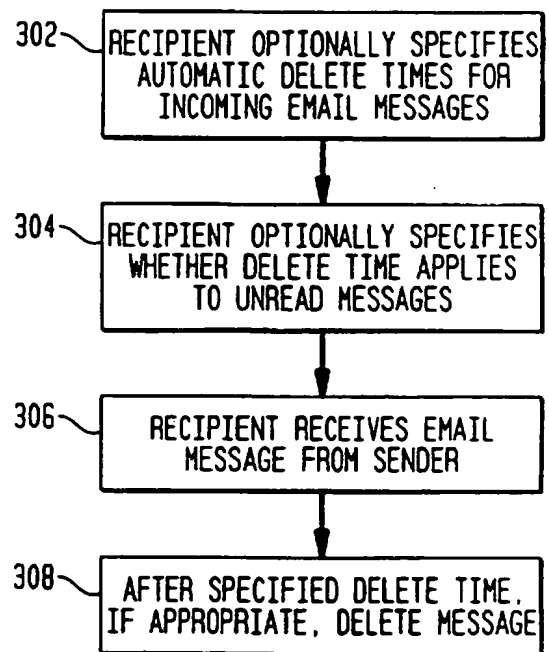 302
RECIPIENT OPTIONALLY SPECIFIES
AUTOMATIC DELETE TIMES FOR
INCOMING EMAIL MESSAGES
304
RECIPIENT OPTIONALLY SPECIFIES
WHETHER DELETE TIME APPLIES
TO UNREAD MESSAGES
306
RECIPIENT RECEIVES EMAIL
MESSAGE FROM SENDER
308
AFTER SPECIFIED DELETE TIME,
IF APPROPRIATE, DELETE MESSAGE